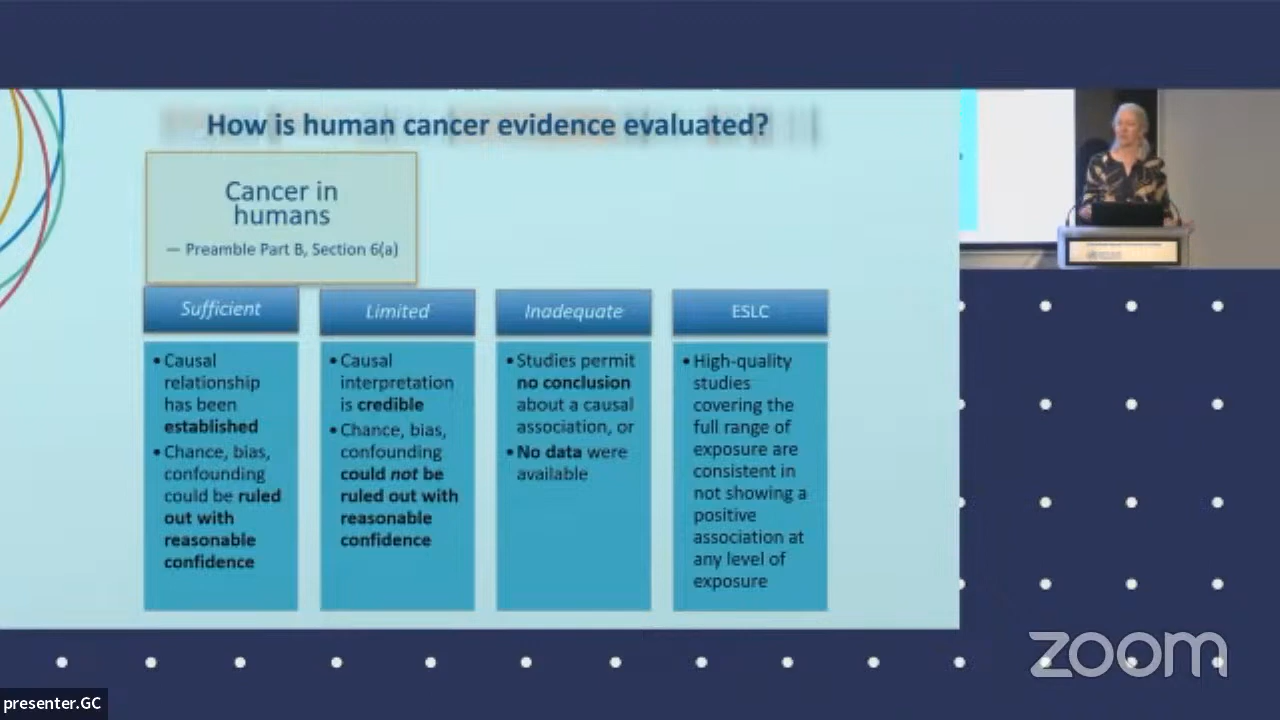 How is human cancer evidence evaluated?
Cancer in
humans
— Preamble Part B, Section 6(a)
Sufficient
• Causal
relationship
has been
established
• Chance, bias,
confounding
could be ruled
out with
reasonable
confidence
Limited
• Causal
interpretation
is credible
• Chance, bias,
confounding
could not be
ruled out with
reasonable
confidence
Inadequate
• Studies permit
no conclusion
about a causal
association, or
• No data were
available
ESLC
• High-quality
studies
covering the
full range of
exposure are
consistent in
not showing a
positive
association at
any level of
exposure
zoom
presenter.GC